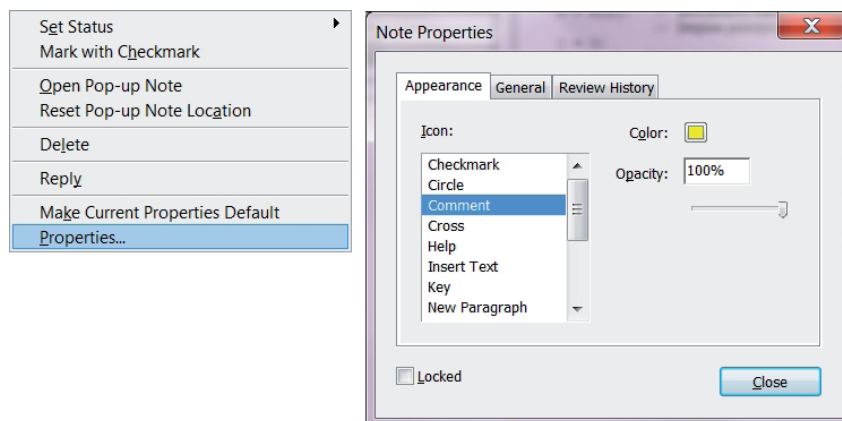 Set Status
Mark with Checkmark
Open Pop-up Note
Reset Pop-up Note Location
Delete
Reply
Make Current Properties Default
Properties...
Note Properties
Appearance General Review History
Icon:
Checkmark
Circle
Comment
Cross
Help
Insert Text
Key
New Paragraph
Color:
Opacity: 100%
Locked
Close